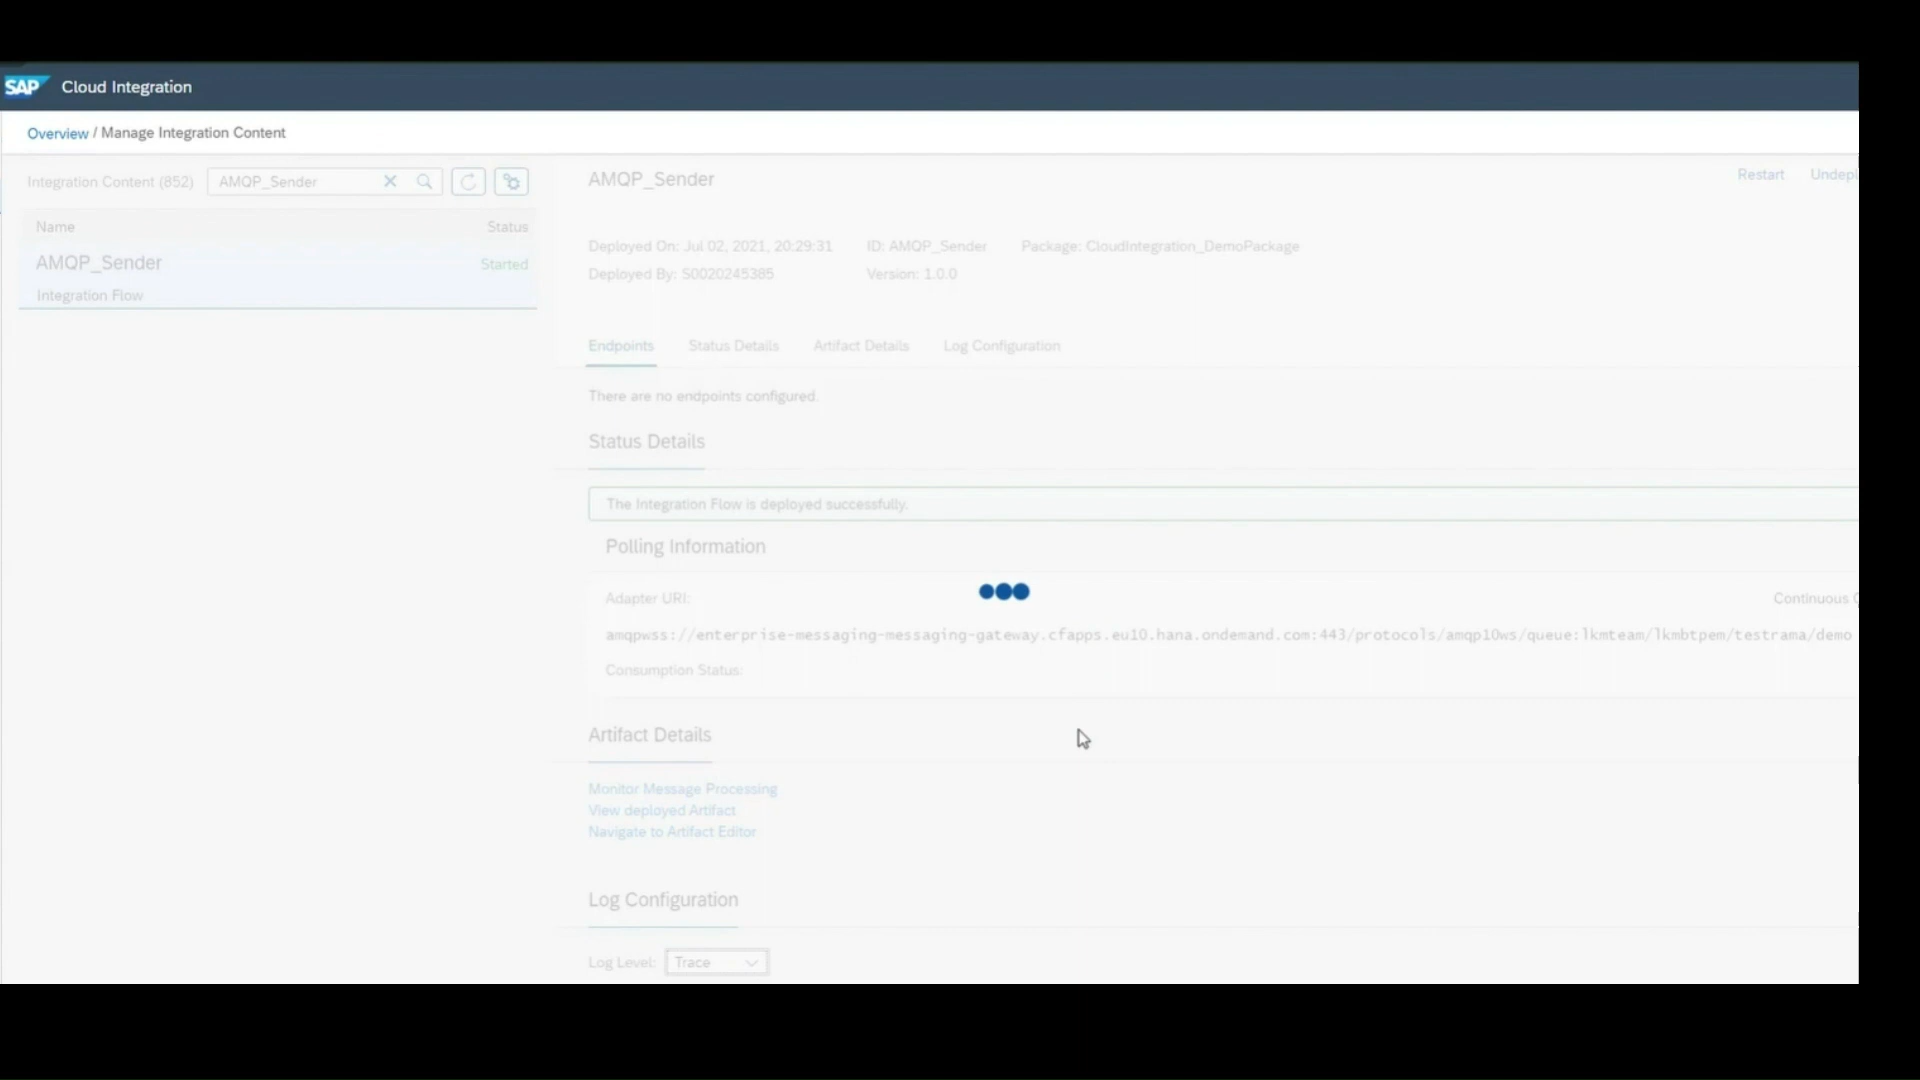 SAP Cloud Integration
Overview / Manage Integration Content
Integration Content (852) AMQP_Sender
Name Status
AMQP_Sender Started
Integration Flow
AMQP_Sender
Restart
Deployed On: Jul 02, 2021, 20:29:31 ID: AMQP_Sender Package: CloudIntegration_DemoPackage
Deployed By: S0020245385 Version: 1.0.0
Endpoints Status Details Artifact Details Log Configuration
There are no endpoints configured.
Status Details
The Integration Flow is deployed successfully.
Polling Information
Adapter URI: Continuous
amqpwss://enterprise-messaging-messaging-gateway.cfapps.eu10.hana.ondemand.com:443/protocols/amqp10ws/queue:lkmteam/lkmbtpem/testrama/demo
Consumption Status:
Artifact Details
Monitor Message Processing
View deployed Artifact
Navigate to Artifact Editor
Log Configuration
Log Level: Trace